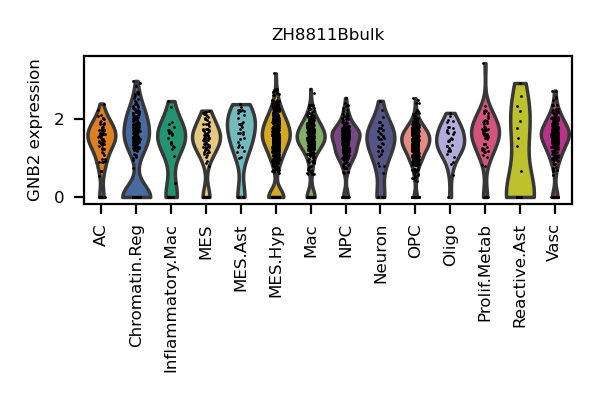 ZH8811Bbulk
GNB2 expression
2
0
AC
Chromatin.Reg
Inflammatory.Mac
MES
MES.Ast
MES.Hyp
Mac
NPC
Neuron
OPC
Oligo
Prolif.Metab
Reactive.Ast
Vasc